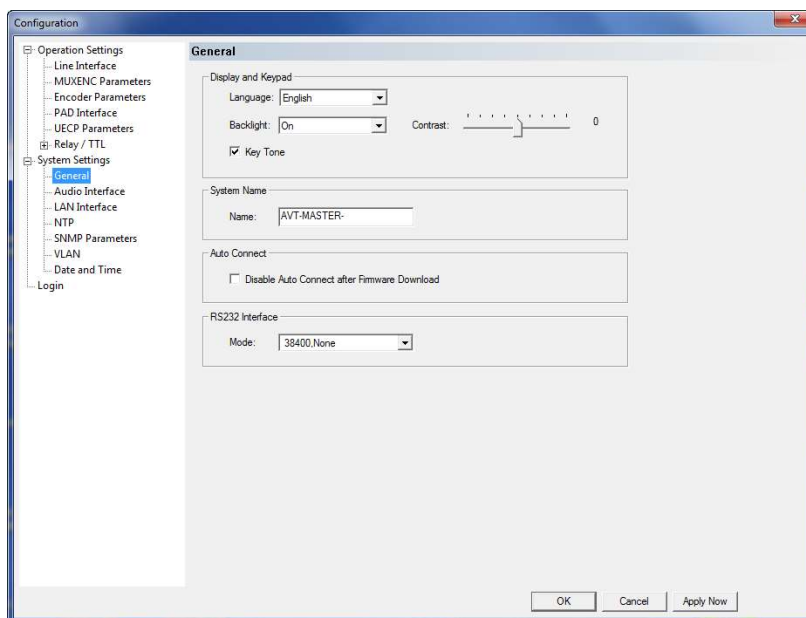 Configuration
Operation Settings
Line Interface
MUXENC Parameters
Encoder Parameters
PAD Interface
UECP Parameters
Relay / TTL
System Settings
General
Audio Interface
LAN Interface
NTP
SNMP Parameters
VLAN
Date and Time
Login
General
Display and Keypad
Language: English
Backlight: On Contrast: 0
Key Tone
System Name
Name: AVT-MASTER-
Auto Connect
Disable Auto Connect after Firmware Download
RS232 Interface
Mode: 38400,None
OK Cancel Apply Now